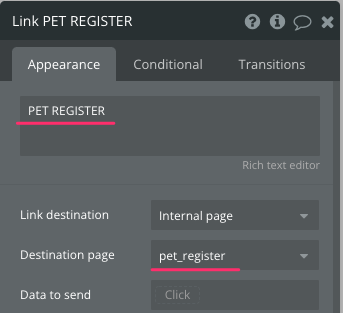 Link PET REGISTER
Appearance
Conditional
Transitions
PET REGISTER
Rich text editor
Link destination
Internal page
Destination page
pet_register
Data to send
Click